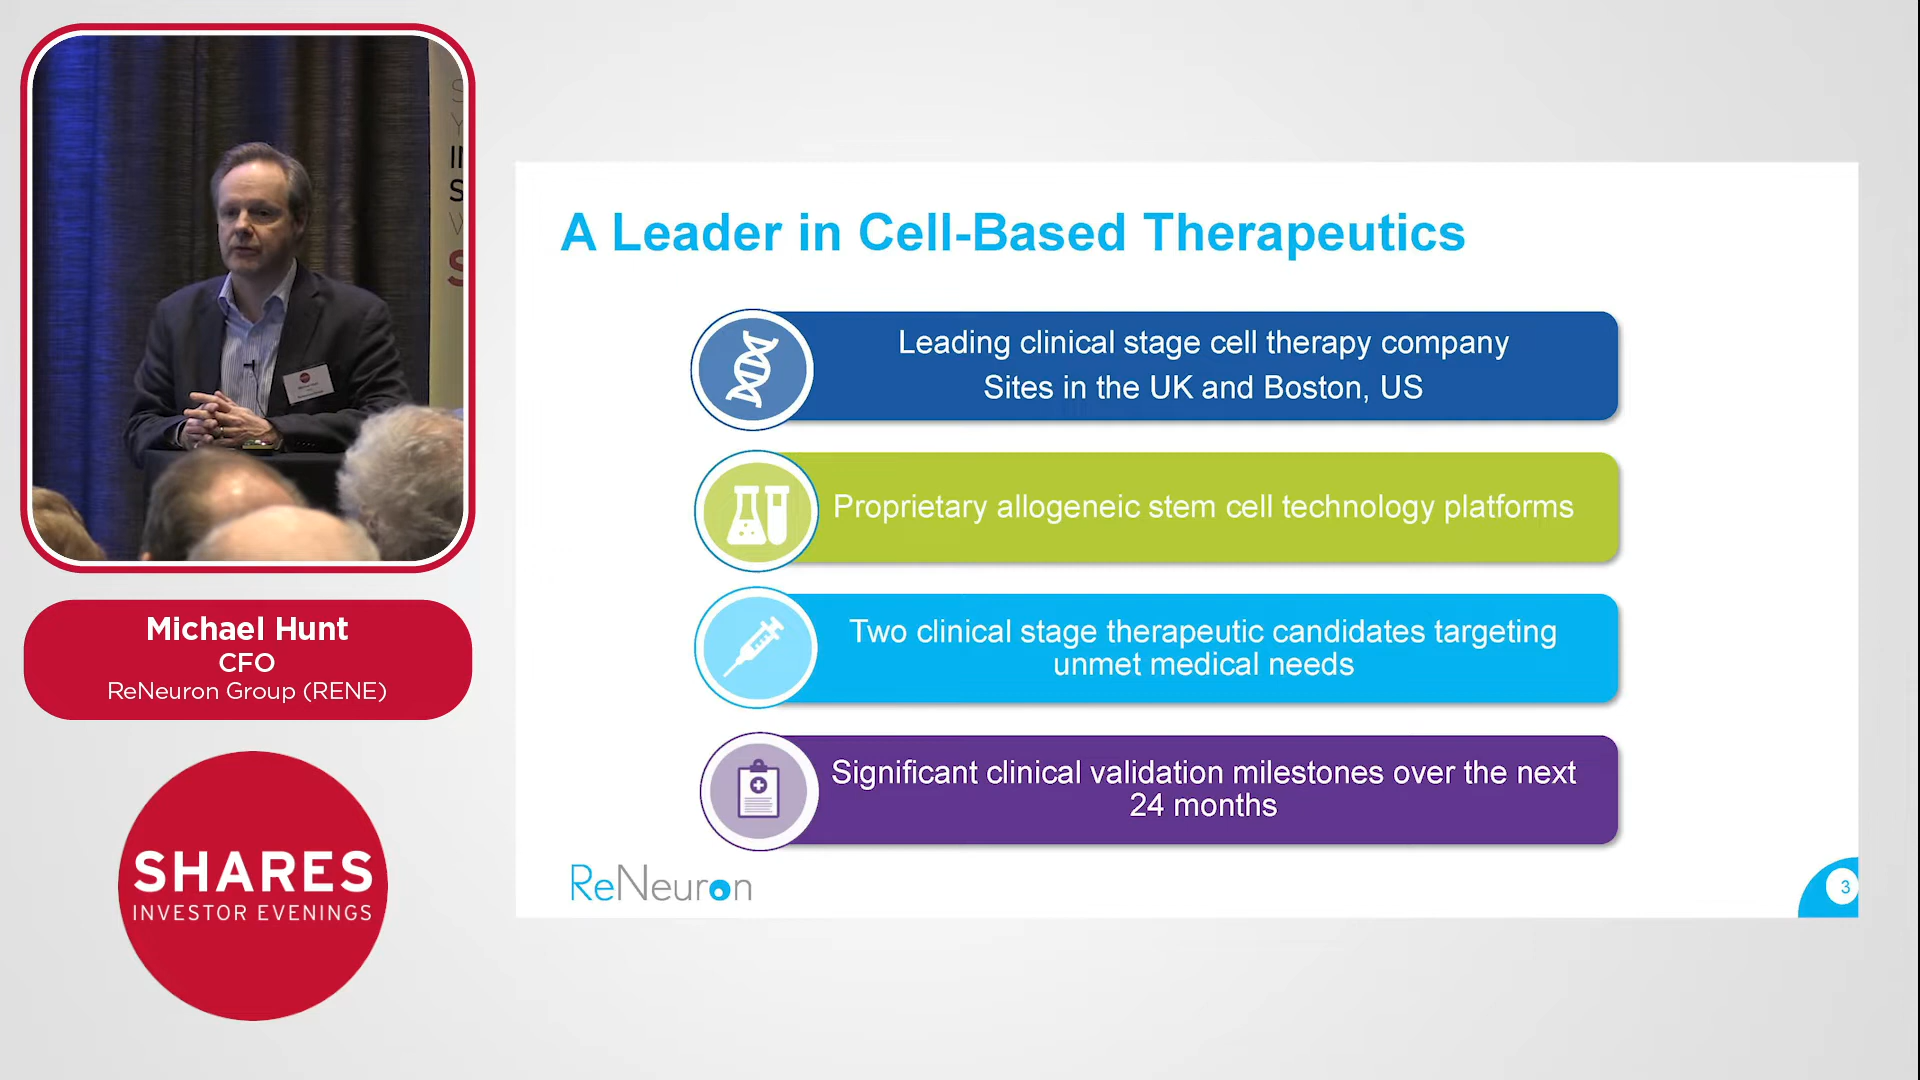 Michael Hunt
CFO
ReNeuron Group (RENE)
SHARES
INVESTOR EVENINGS
A Leader in Cell-Based Therapeutics
Leading clinical stage cell therapy company
Sites in the UK and Boston, US
Proprietary allogeneic stem cell technology platforms
Two clinical stage therapeutic candidates targeting
unmet medical needs
Significant clinical validation milestones over the next
24 months
ReNeuron
3